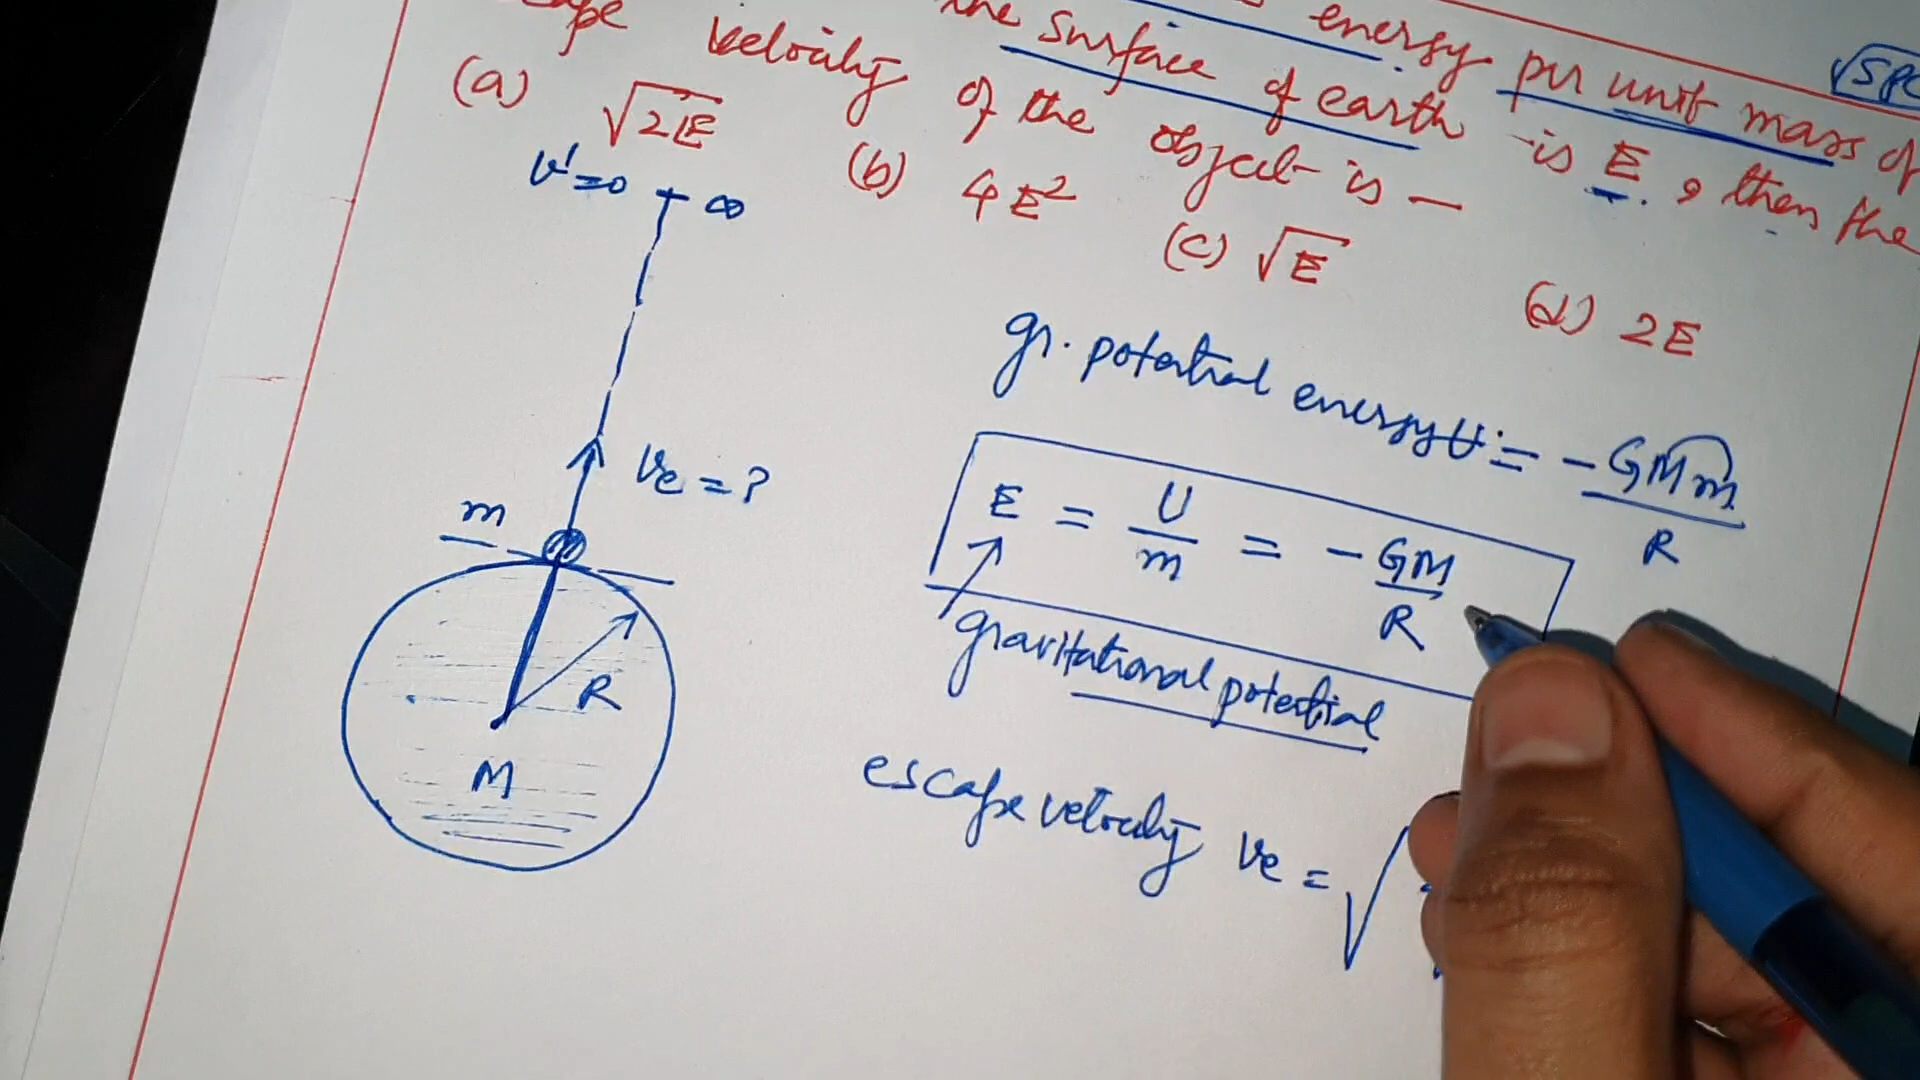 energy per unit mass of
the surface of earth is E, then the
velocity of the object is —
(a) √2E
(b) 4E²
(c) √E
(d) 2E
v'=0 ∞
gr. potential energy U = -GMm/R
ve = ?
m
E = U/m = -GM/R
gravitational potential
R
M
escape velocity ve = √